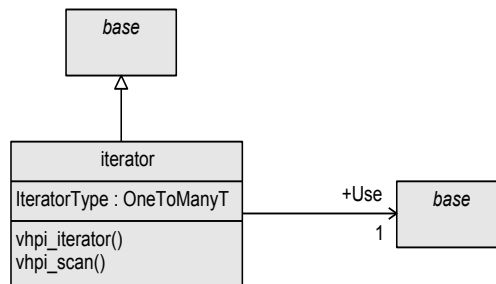 base
iterator
IteratorType : OneToManyT
vhpi_iterator()
vhpi_scan()
+Use
1
base